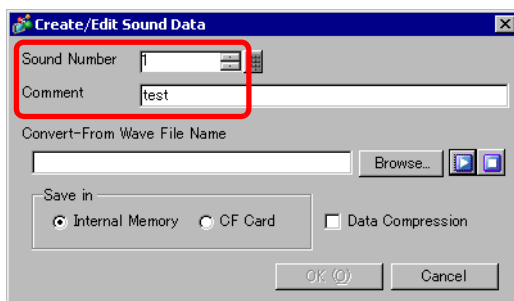 Create/Edit Sound Data
Sound Number 1
Comment test
Convert-From Wave File Name
Browse...
Save in
Internal Memory CF Card Data Compression
OK (O) Cancel